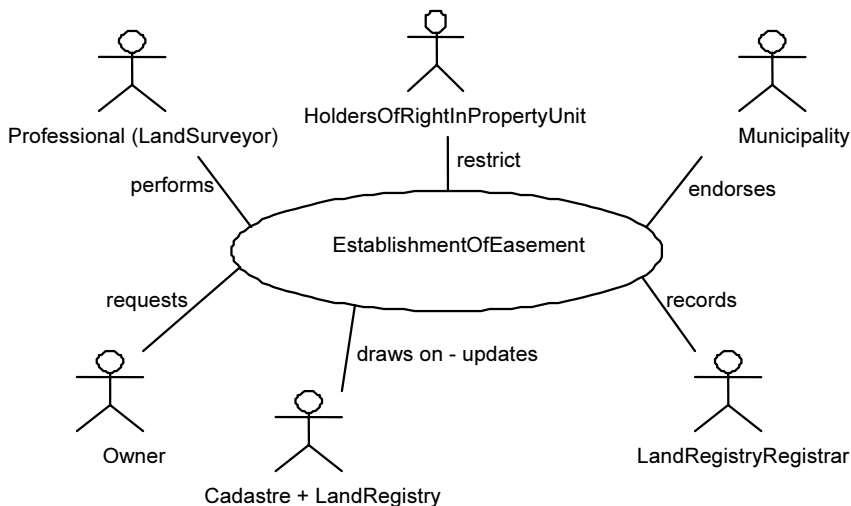 HoldersOfRightInPropertyUnit
Professional (LandSurveyor)
Municipality
restrict
performs
endorses
EstablishmentOfEasement
requests
records
draws on - updates
Owner
LandRegistryRegistrar
Cadastre + LandRegistry